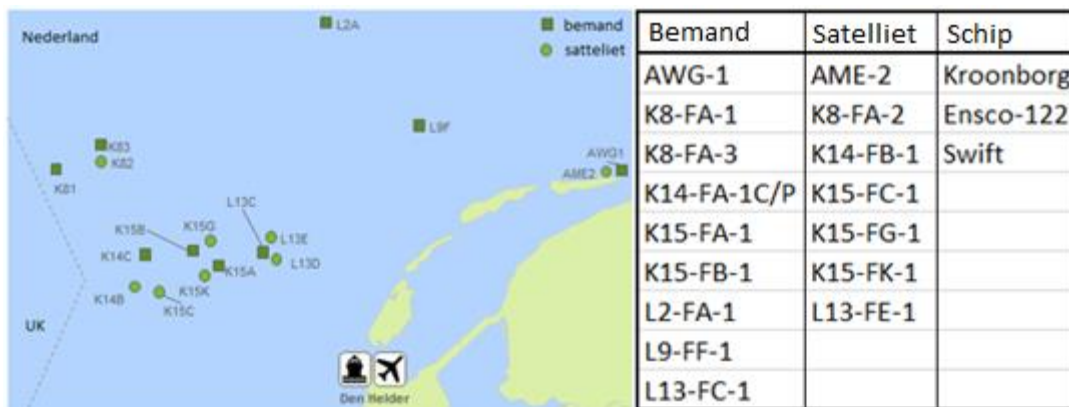 Nederland
L2A
bemand
satteliet
K83
K82
K81
L9F
AWG1
AME2
L13C
K15G
K15B
L13E
K14C
L13D
K15A
K15K
K14B
K15C
UK
Den Helder
Bemand Satelliet Schip
AWG-1 AME-2 Kroonborg
K8-FA-1 K8-FA-2 Ensco-122
K8-FA-3 K14-FB-1 Swift
K14-FA-1C/P K15-FC-1
K15-FA-1 K15-FG-1
K15-FB-1 K15-FK-1
L2-FA-1 L13-FE-1
L9-FF-1
L13-FC-1